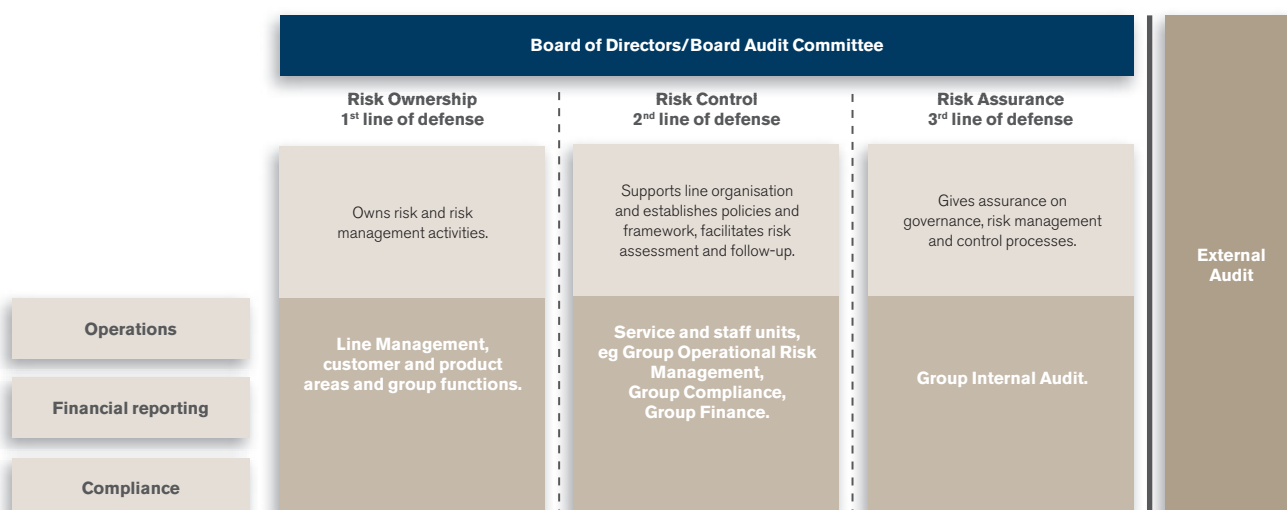 Board of Directors/Board Audit Committee
Risk Ownership
1st line of defense
Risk Control
2nd line of defense
Risk Assurance
3rd line of defense
Owns risk and risk
management activities.
Supports line organisation
and establishes policies and
framework, facilitates risk
assessment and follow-up.
Gives assurance on
governance, risk management
and control processes.
External
Audit
Operations
Financial reporting
Compliance
Line Management,
customer and product
areas and group functions.
Service and staff units,
eg Group Operational Risk
Management,
Group Compliance,
Group Finance.
Group Internal Audit.